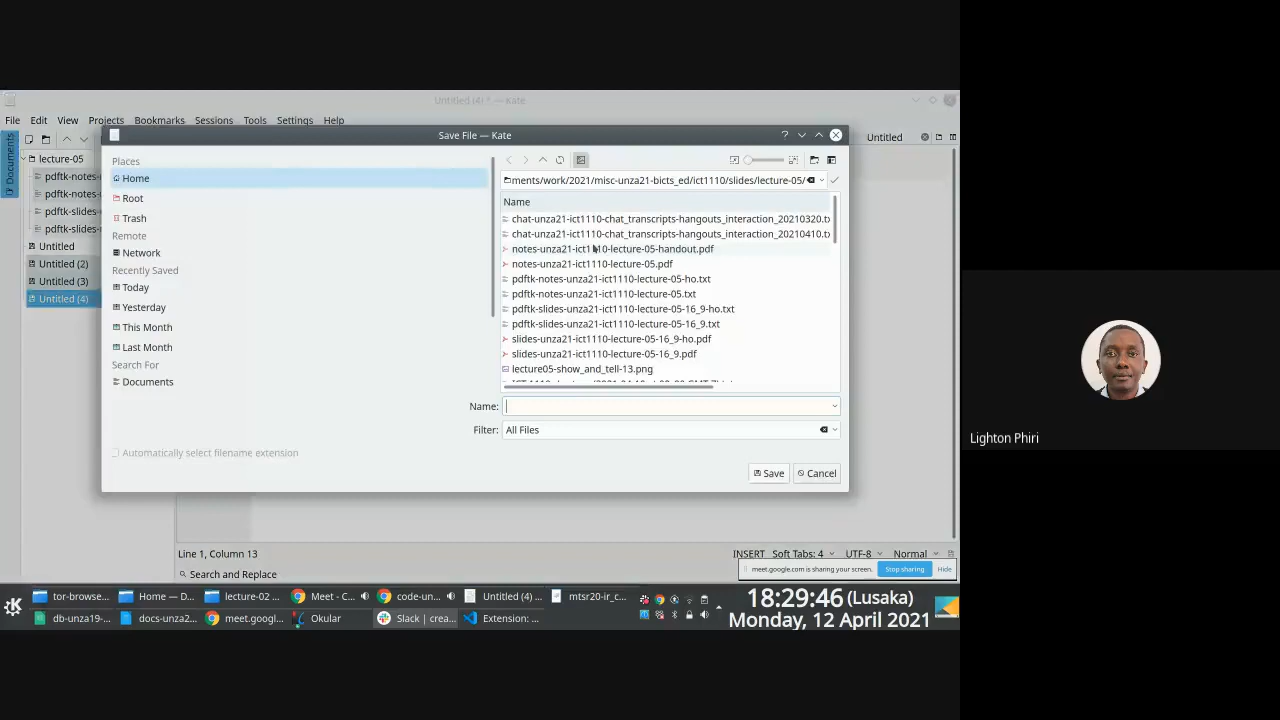 Untitled (4) * — Kate
File Edit View Projects Bookmarks Sessions Tools Settings Help
Save File — Kate
Documents
lecture-05
pdftk-notes
pdftk-notes
pdftk-slides
pdftk-slides
Untitled
Untitled (2)
Untitled (3)
Untitled (4)
Untitled
Places
Home
Root
Trash
Remote
Network
Recently Saved
Today
Yesterday
This Month
Last Month
Search For
Documents
Automatically select filename extension
ments/work/2021/misc-unza21-bicts_ed/ict1110/slides/lecture-05/
Name
chat-unza21-ict1110-chat_transcripts-hangouts_interaction_20210320.t
chat-unza21-ict1110-chat_transcripts-hangouts_interaction_20210410.t
notes-unza21-ict1110-lecture-05-handout.pdf
notes-unza21-ict1110-lecture-05.pdf
pdftk-notes-unza21-ict1110-lecture-05-ho.txt
pdftk-notes-unza21-ict1110-lecture-05.txt
pdftk-slides-unza21-ict1110-lecture-05-16_9-ho.txt
pdftk-slides-unza21-ict1110-lecture-05-16_9.txt
slides-unza21-ict1110-lecture-05-16_9-ho.pdf
slides-unza21-ict1110-lecture-05-16_9.pdf
lecture05-show_and_tell-13.png
Name:
Filter: All Files
Save Cancel
Line 1, Column 13 INSERT Soft Tabs: 4 UTF-8 Normal
Search and Replace
meet.google.com is sharing your screen. Stop sharing Hide
tor-browse... Home — D... lecture-02 ... Meet - C... code-un... Untitled (4) ... mtsr20-ir_c...
db-unza19-... docs-unza2... meet.googl... Okular Slack | crea... Extension: ...
18:29:46 (Lusaka)
Monday, 12 April 2021
Lighton Phiri